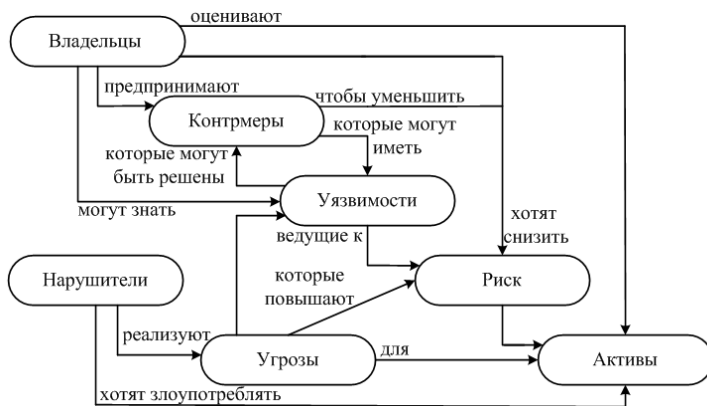 оценивают
Владельцы
предпринимают
чтобы уменьшить
Контрмеры
которые могут
иметь
которые могут
быть решены
Уязвимости
могут знать
хотят
снизить
ведущие к
Нарушители
которые
повышают
Риск
реализуют
Угрозы
для
Активы
хотят злоупотреблять